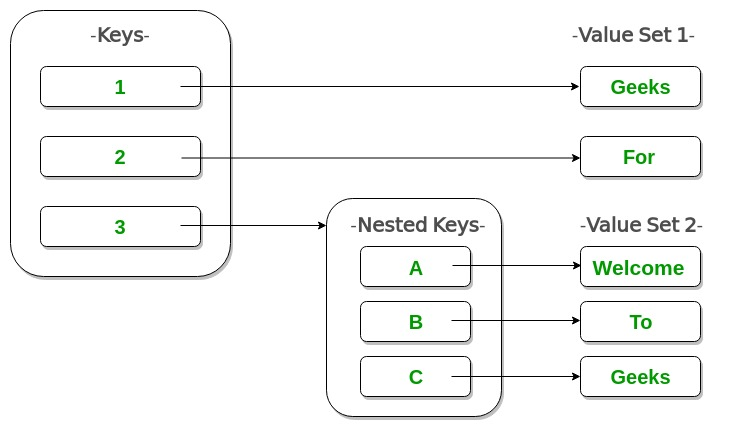 -Keys-
-Value Set 1-
1
Geeks
2
For
3
-Nested Keys-
-Value Set 2-
A
Welcome
B
To
C
Geeks